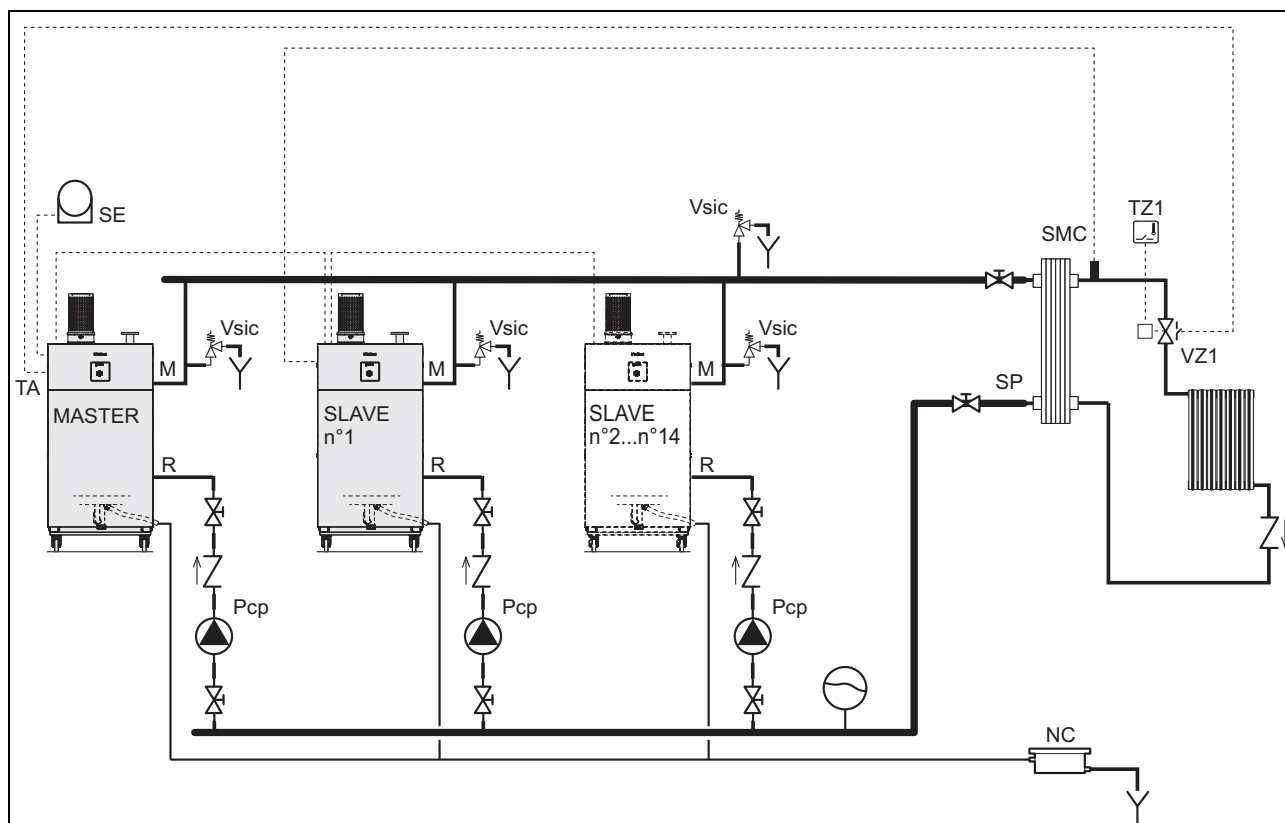 SE
Vsic
TZ1
SMC
Vsic
Vsic
Vsic
VZ1
TA
M
M
M
SP
MASTER
SLAVE
n°1
SLAVE
n°2...n°14
R
R
R
Pcp
Pcp
Pcp
NC